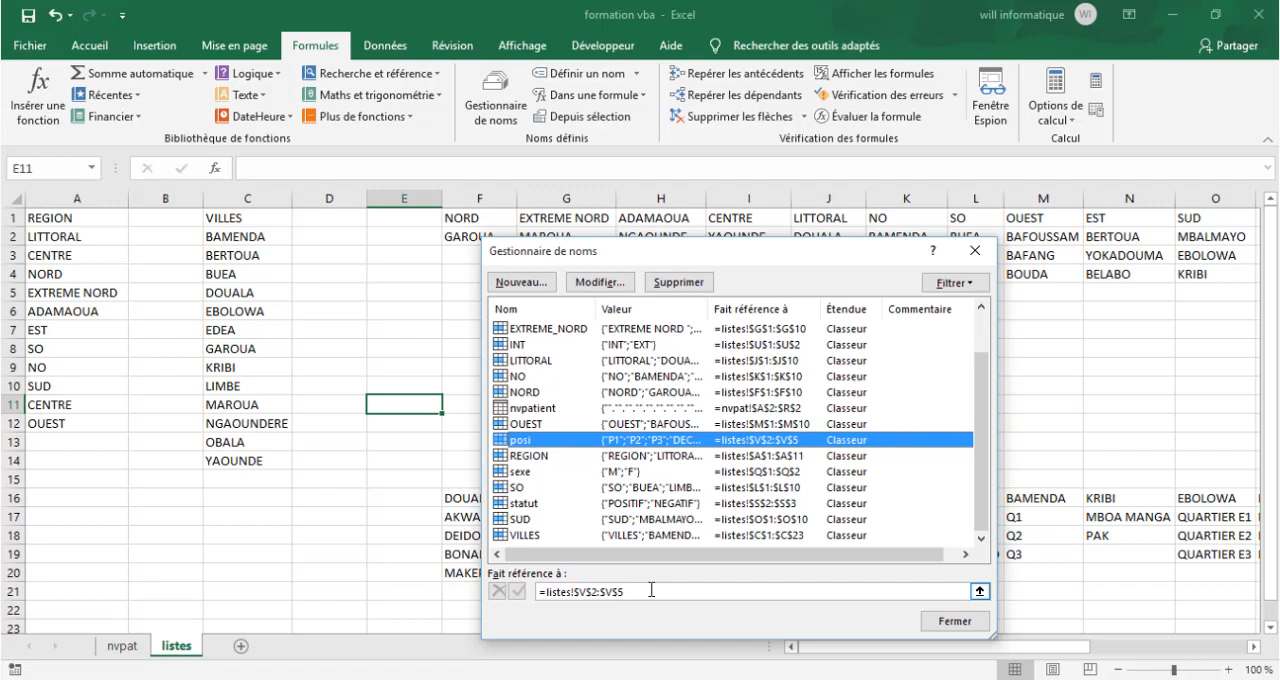 formation vba - Excel
will informatique WI
Fichier Accueil Insertion Mise en page Formules Données Révision Affichage Développeur Aide Rechercher des outils adaptés Partager
fx Insérer une fonction
Σ Somme automatique
Récentes
Financier
Logique
Texte
DateHeure
Recherche et référence
Maths et trigonométrie
Plus de fonctions
Bibliothèque de fonctions
Gestionnaire de noms
Définir un nom
Dans une formule
Depuis sélection
Noms définis
Repérer les antécédents
Repérer les dépendants
Supprimer les flèches
Afficher les formules
Vérification des erreurs
Évaluer la formule
Vérification des formules
Fenêtre Espion
Options de calcul
Calcul
E11 fx
A B C D E F G H I J K L M N O
1 REGION VILLES NORD EXTREME NORD ADAMAOUA CENTRE LITTORAL NO SO OUEST EST SUD
2 LITTORAL BAMENDA GAROUA MAROUA NGAOUNDE YAOUNDE DOUALA BAMENDA BUEA BAFOUSSAM BERTOUA MBALMAYO
3 CENTRE BERTOUA BAFANG YOKADOUMA EBOLOWA
4 NORD BUEA BOUDA BELABO KRIBI
5 EXTREME NORD DOUALA
6 ADAMAOUA EBOLOWA
7 EST EDEA
8 SO GAROUA
9 NO KRIBI
10 SUD LIMBE
11 CENTRE MAROUA
12 OUEST NGAOUNDERE
13 OBALA
14 YAOUNDE
15
16 DOUAL BAMENDA KRIBI EBOLOWA
17 AKWA Q1 MBOA MANGA QUARTIER E1
18 DEIDO Q2 PAK QUARTIER E2
19 BONA Q3 QUARTIER E3
20 MAKEP
21
22
23
Gestionnaire de noms ?
Nouveau... Modifier... Supprimer Filtrer
Nom Valeur Fait référence à Étendue Commentaire
EXTREME_NORD {"EXTREME NORD ";... =listes!$G$1:$G$10 Classeur
INT {"INT";"EXT"} =listes!$U$1:$U$2 Classeur
LITTORAL {"LITTORAL";"DOUA... =listes!$J$1:$J$10 Classeur
NO {"NO";"BAMENDA";... =listes!$K$1:$K$10 Classeur
NORD {"NORD";"GAROUA... =listes!$F$1:$F$10 Classeur
nvpatient =nvpat!$A$2:$R$2 Classeur
OUEST {"OUEST";"BAFOUS... =listes!$M$1:$M$10 Classeur
posi {"P1";"P2";"P3";"DEC... =listes!$V$2:$V$5 Classeur
REGION {"REGION";"LITTORA... =listes!$A$1:$A$11 Classeur
sexe {"M";"F"} =listes!$Q$1:$Q$2 Classeur
SO {"SO";"BUEA";"LIMB... =listes!$L$1:$L$10 Classeur
statut {"POSITIF";"NEGATIF"} =listes!$S$2:$S$3 Classeur
SUD {"SUD";"MBALMAYO... =listes!$O$1:$O$10 Classeur
VILLES {"VILLES";"BAMEND... =listes!$C$1:$C$23 Classeur
Fait référence à :
=listes!$V$2:$V$5
Fermer
nvpat listes
100 %